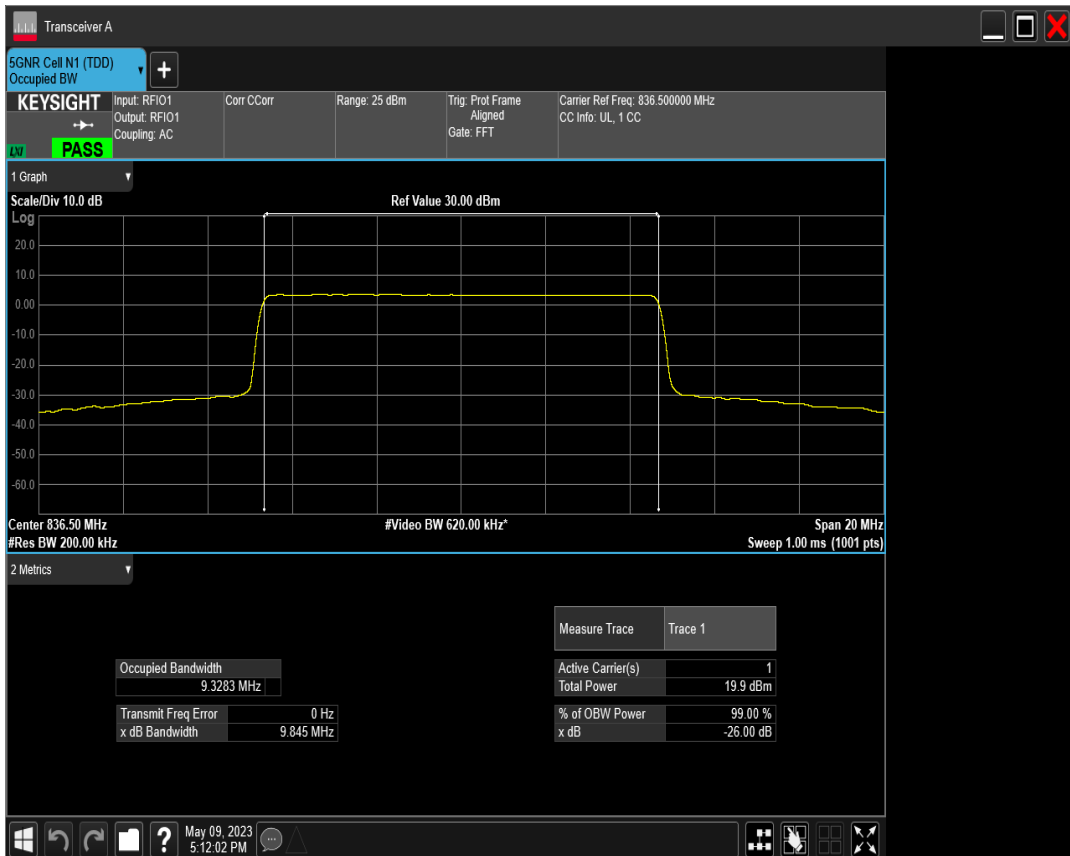 Transceiver A
5GNR Cell N1 (TDD)
Occupied BW
KEYSIGHT
LXI
PASS
Input: RFIO1
Output: RFIO1
Coupling: AC
Corr CCorr
Range: 25 dBm
Trig: Prot Frame
Aligned
Gate: FFT
Carrier Ref Freq: 836.500000 MHz
CC Info: UL, 1 CC
1 Graph
Scale/Div 10.0 dB
Ref Value 30.00 dBm
Log
20.0
10.0
0.00
-10.0
-20.0
-30.0
-40.0
-50.0
-60.0
Center 836.50 MHz
#Video BW 620.00 kHz*
Span 20 MHz
#Res BW 200.00 kHz
Sweep 1.00 ms (1001 pts)
2 Metrics
Measure Trace Trace 1
Occupied Bandwidth
9.3283 MHz
Active Carrier(s) 1
Total Power 19.9 dBm
Transmit Freq Error 0 Hz
x dB Bandwidth 9.845 MHz
% of OBW Power 99.00 %
x dB -26.00 dB
?
May 09, 2023
5:12:02 PM